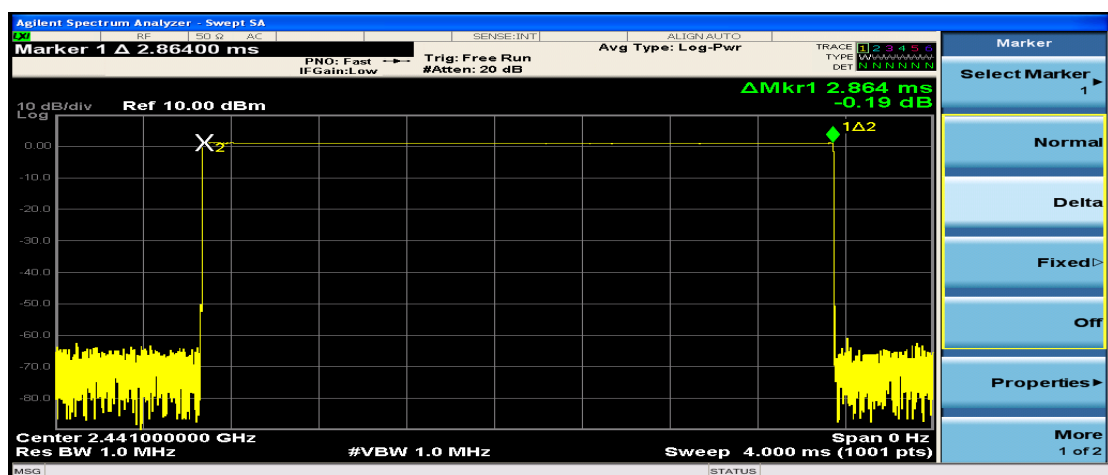 Agilent Spectrum Analyzer - Swept SA
LXI RF 50 Ω AC SENSE:INT ALIGN AUTO
Marker 1 Δ 2.86400 ms
PNO: Fast
IFGain:Low
Trig: Free Run
#Atten: 20 dB
Avg Type: Log-Pwr
TRACE 1 2 3 4 5 6
TYPE
DET N N N N N N
ΔMkr1 2.864 ms
-0.19 dB
10 dB/div Ref 10.00 dBm
Log
1Δ2
X2
0.00
-10.0
-20.0
-30.0
-40.0
-50.0
-60.0
-70.0
-80.0
Center 2.441000000 GHz
Span 0 Hz
Res BW 1.0 MHz
#VBW 1.0 MHz
Sweep 4.000 ms (1001 pts)
MSG
STATUS
Marker
Select Marker
1
Normal
Delta
Fixed
Off
Properties
More
1 of 2